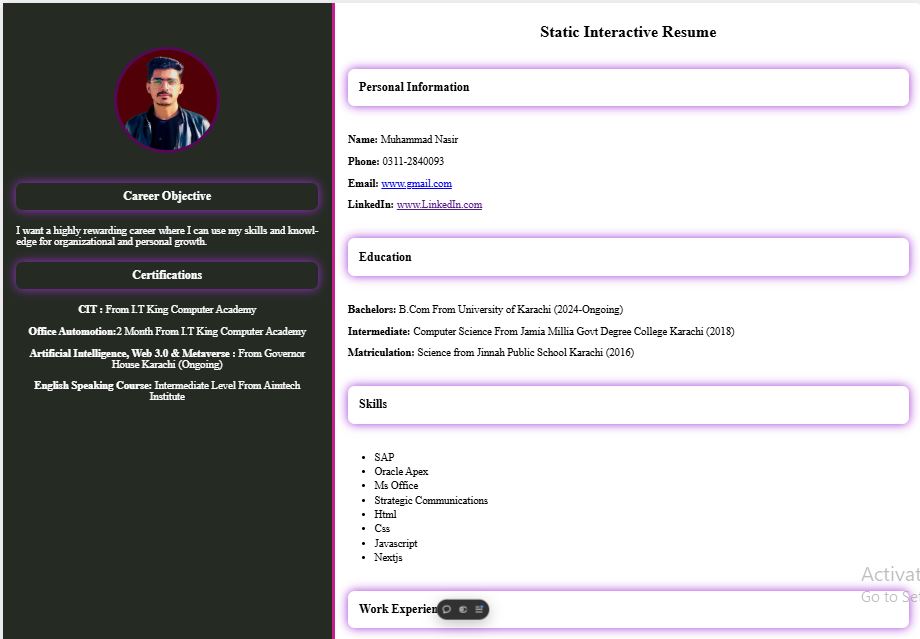 Career Objective
I want a highly rewarding career where I can use my skills and knowl-
edge for organizational and personal growth.
Certifications
CIT : From I.T King Computer Academy
Office Automotion:2 Month From I.T King Computer Academy
Artificial Intelligence, Web 3.0 & Metaverse : From Governor
House Karachi (Ongoing)
English Speaking Course: Intermediate Level From Aimtech
Institute
Static Interactive Resume
Personal Information
Name: Muhammad Nasir
Phone: 0311-2840093
Email: www.gmail.com
LinkedIn: www.LinkedIn.com
Education
Bachelors: B.Com From University of Karachi (2024-Ongoing)
Intermediate: Computer Science From Jamia Millia Govt Degree College Karachi (2018)
Matriculation: Science from Jinnah Public School Karachi (2016)
Skills
SAP
Oracle Apex
Ms Office
Strategic Communications
Html
Css
Javascript
Nextjs
Work Experien
Activat
Go to Se